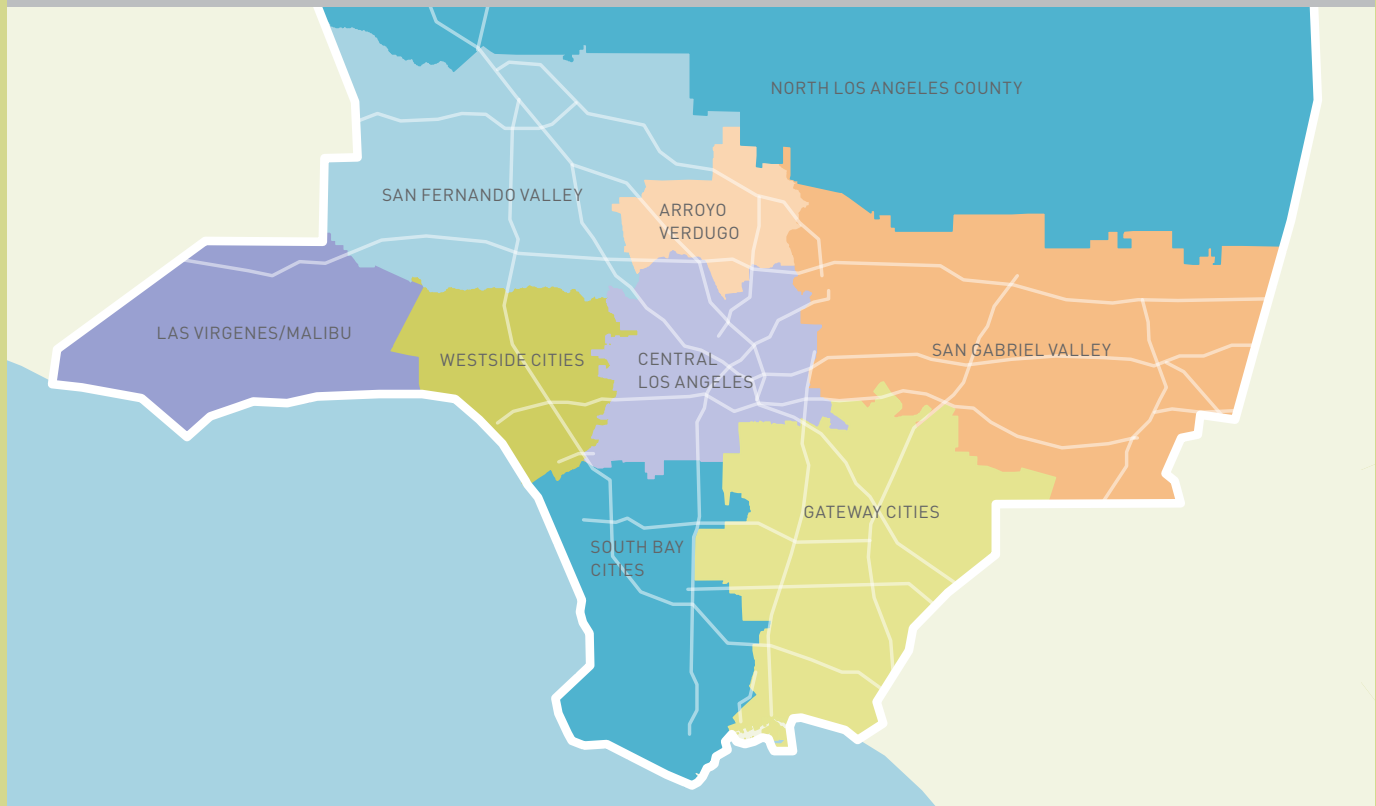 NORTH LOS ANGELES COUNTY
SAN FERNANDO VALLEY
ARROYO
VERDUGO
LAS VIRGENES/MALIBU
WESTSIDE CITIES
CENTRAL
LOS ANGELES
SAN GABRIEL VALLEY
GATEWAY CITIES
SOUTH BAY
CITIES